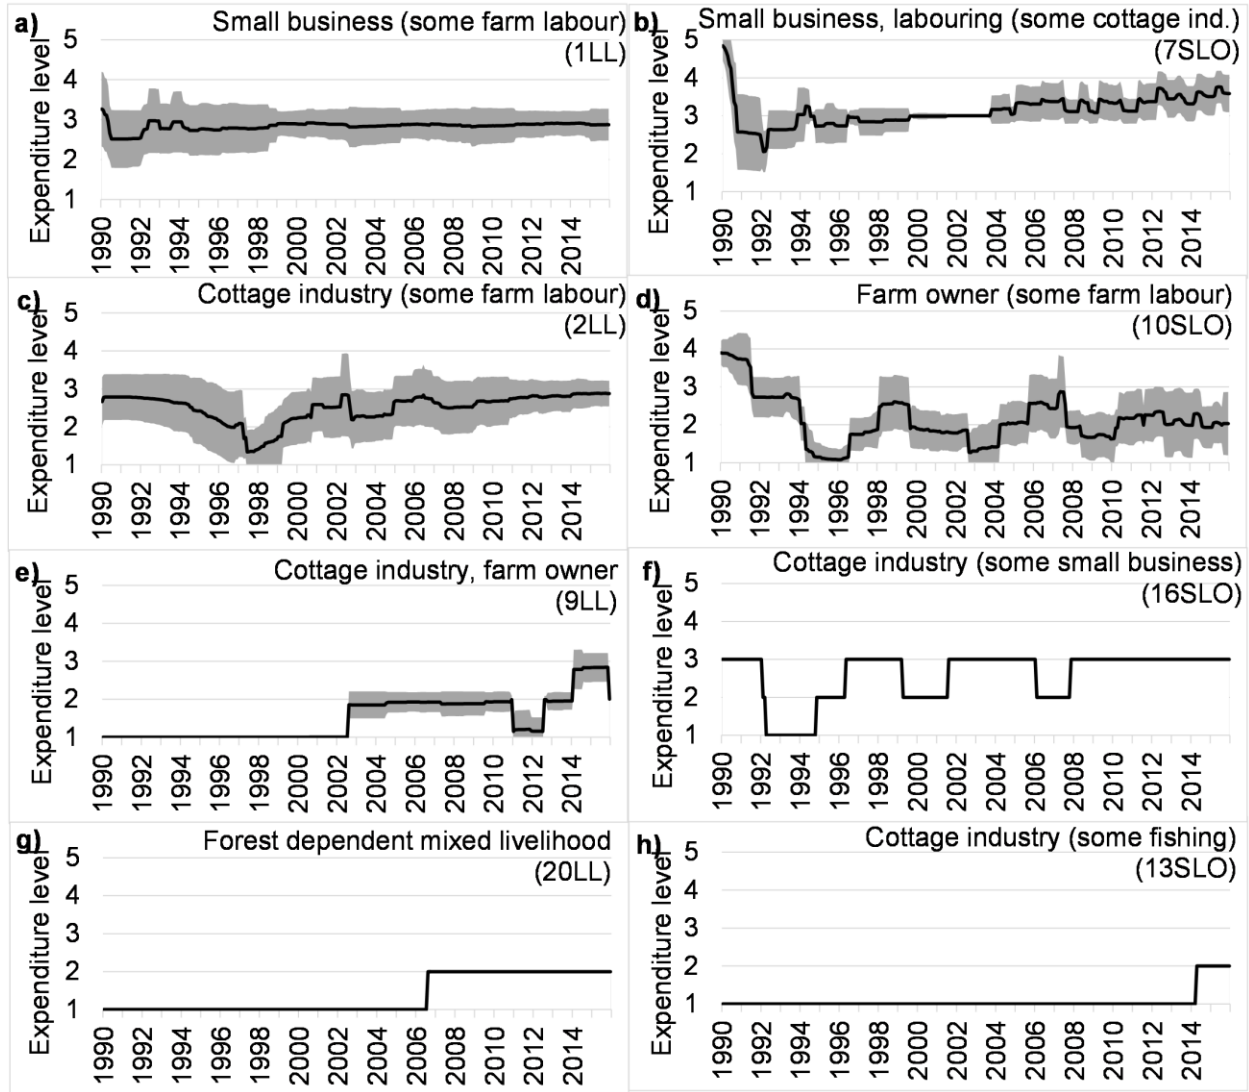 a) Small business (some farm labour)
(1LL)
Expenditure level
5
4
3
2
1
1990 1992 1994 1996 1998 2000 2002 2004 2006 2008 2010 2012 2014
b) Small business, labouring (some cottage ind.)
(7SLO)
Expenditure level
5
4
3
2
1
1990 1992 1994 1996 1998 2000 2002 2004 2006 2008 2010 2012 2014
c) Cottage industry (some farm labour)
(2LL)
Expenditure level
5
4
3
2
1
1990 1992 1994 1996 1998 2000 2002 2004 2006 2008 2010 2012 2014
d) Farm owner (some farm labour)
(10SLO)
Expenditure level
5
4
3
2
1
1990 1992 1994 1996 1998 2000 2002 2004 2006 2008 2010 2012 2014
e) Cottage industry, farm owner
(9LL)
Expenditure level
5
4
3
2
1
1990 1992 1994 1996 1998 2000 2002 2004 2006 2008 2010 2012 2014
f) Cottage industry (some small business)
(16SLO)
Expenditure level
5
4
3
2
1
1990 1992 1994 1996 1998 2000 2002 2004 2006 2008 2010 2012 2014
g) Forest dependent mixed livelihood
(20LL)
Expenditure level
5
4
3
2
1
1990 1992 1994 1996 1998 2000 2002 2004 2006 2008 2010 2012 2014
h) Cottage industry (some fishing)
(13SLO)
Expenditure level
5
4
3
2
1
1990 1992 1994 1996 1998 2000 2002 2004 2006 2008 2010 2012 2014